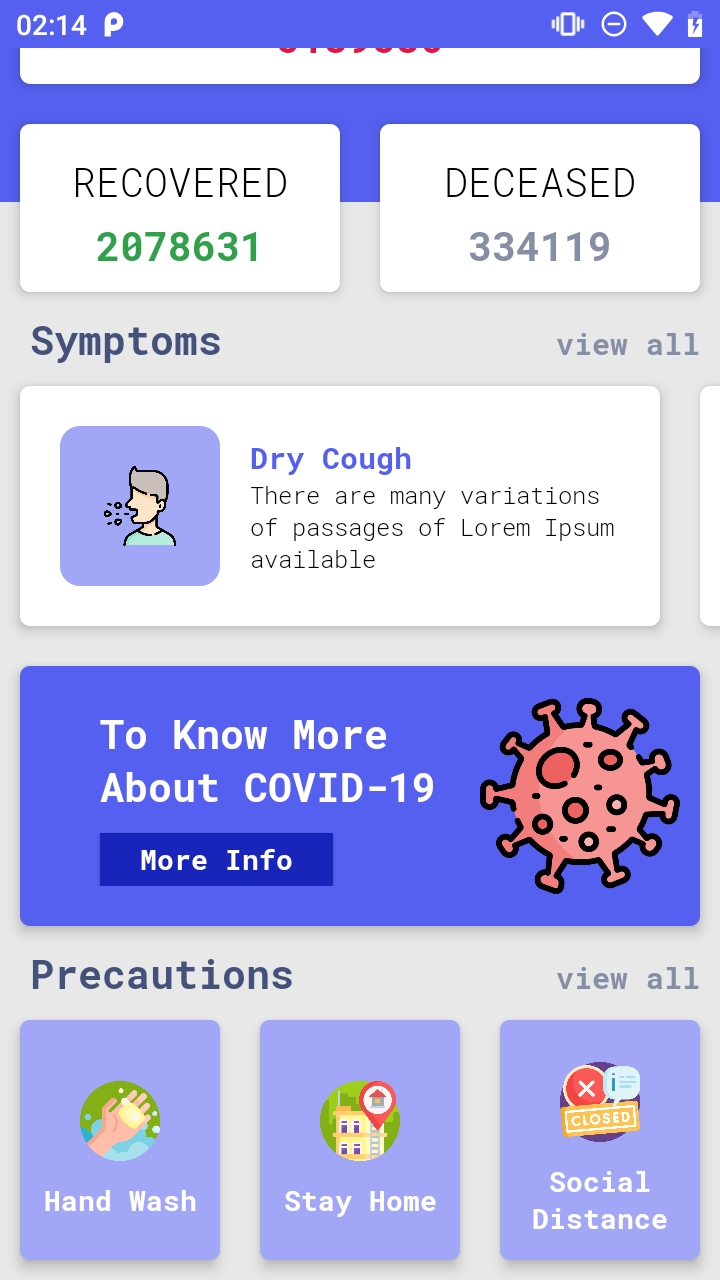 02:14
RECOVERED
DECEASED
2078631
334119
Symptoms
view all
Dry Cough
There are many variations
of passages of Lorem Ipsum
available
To Know More
About COVID-19
More Info
Precautions
view all
CLOSED
Hand Wash
Stay Home
Social
Distance